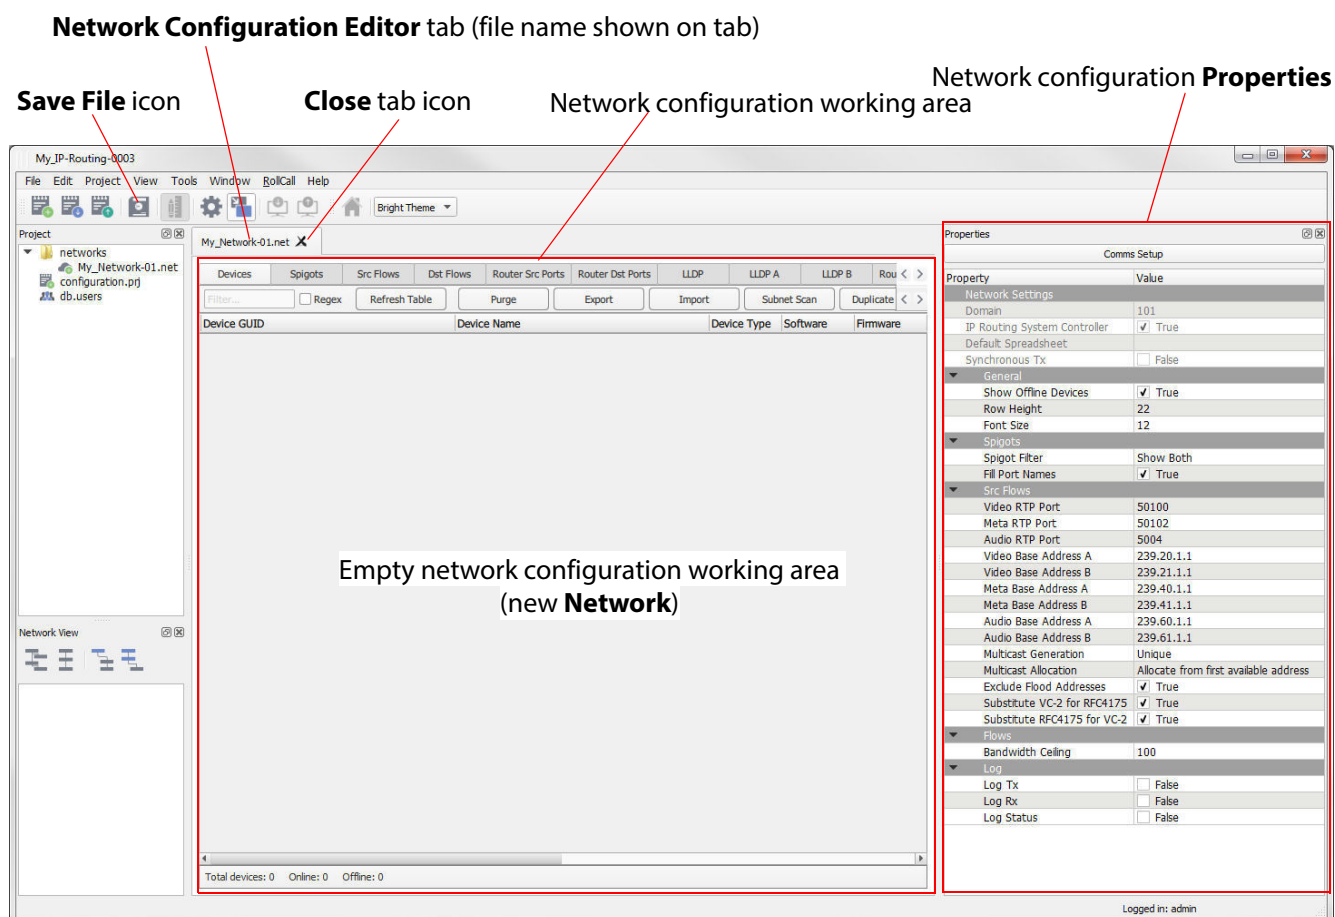 Network Configuration Editor tab (file name shown on tab)
Network configuration Properties
Save File icon
Close tab icon
Network configuration working area
My_IP-Routing-0003
File Edit Project View Tools Window RollCall Help
Bright Theme
Project
networks
My_Network-01.net
configuration.prj
db.users
Network View
My_Network-01.net
Devices Spigots Src Flows Dst Flows Router Src Ports Router Dst Ports LLDP LLDP A LLDP B Rou
Filter... Regex Refresh Table Purge Export Import Subnet Scan Duplicate
Device GUID Device Name Device Type Software Firmware
Empty network configuration working area
(new Network)
Total devices: 0 Online: 0 Offline: 0
Properties
Comms Setup
Property Value
Network Settings
Domain 101
IP Routing System Controller True
Default Spreadsheet
Synchronous Tx False
General
Show Offline Devices True
Row Height 22
Font Size 12
Spigots
Spigot Filter Show Both
Fill Port Names True
Src Flows
Video RTP Port 50100
Meta RTP Port 50102
Audio RTP Port 5004
Video Base Address A 239.20.1.1
Video Base Address B 239.21.1.1
Meta Base Address A 239.40.1.1
Meta Base Address B 239.41.1.1
Audio Base Address A 239.60.1.1
Audio Base Address B 239.61.1.1
Multicast Generation Unique
Multicast Allocation Allocate from first available address
Exclude Flood Addresses True
Substitute VC-2 for RFC4175 True
Substitute RFC4175 for VC-2 True
Flows
Bandwidth Ceiling 100
Log
Log Tx False
Log Rx False
Log Status False
Logged in: admin